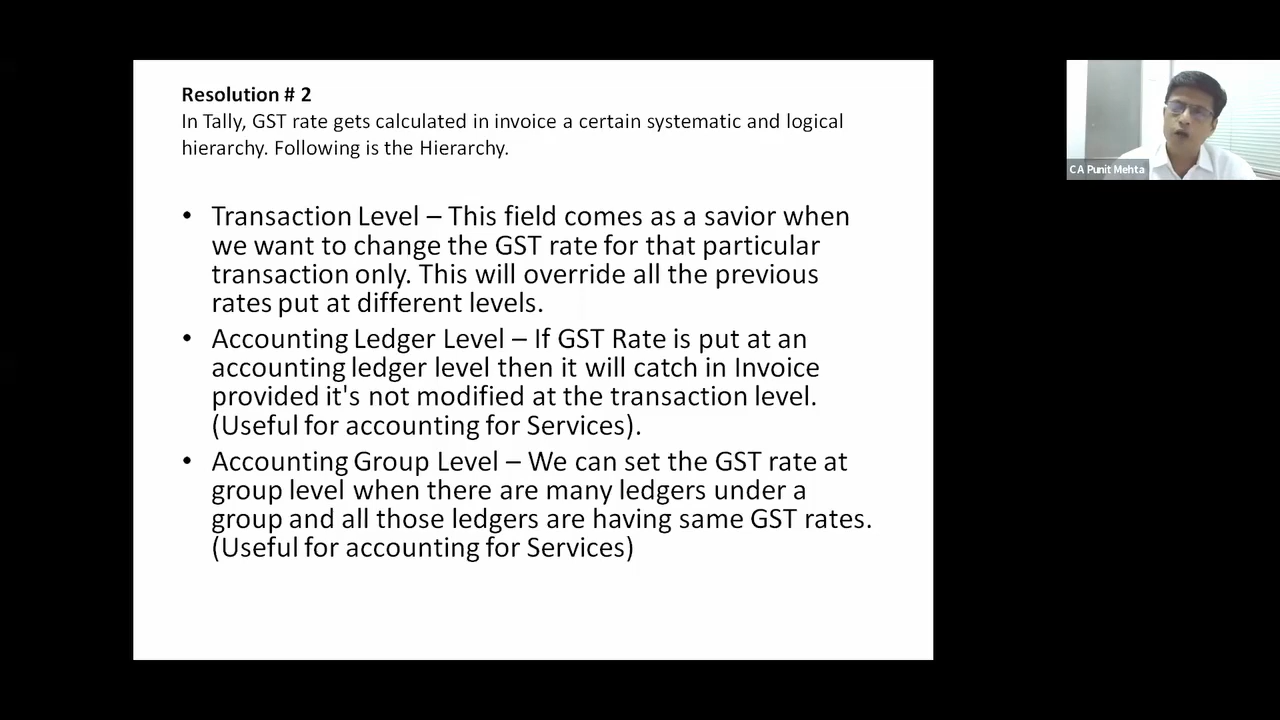 Resolution # 2
In Tally, GST rate gets calculated in invoice a certain systematic and logical
hierarchy. Following is the Hierarchy.
• Transaction Level – This field comes as a savior when
we want to change the GST rate for that particular
transaction only. This will override all the previous
rates put at different levels.
• Accounting Ledger Level – If GST Rate is put at an
accounting ledger level then it will catch in Invoice
provided it's not modified at the transaction level.
(Useful for accounting for Services).
• Accounting Group Level – We can set the GST rate at
group level when there are many ledgers under a
group and all those ledgers are having same GST rates.
(Useful for accounting for Services)
CA Punit Mehta